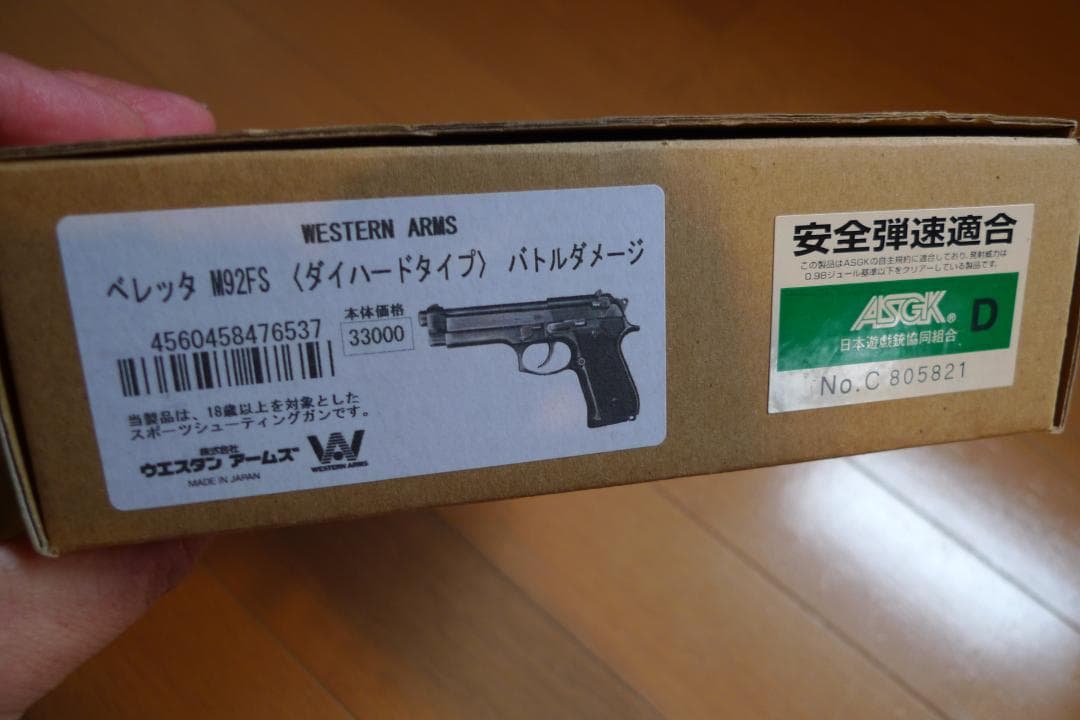 WESTERN ARMS
ベレッタ M92FS 〈ダイハードタイプ〉 バトルダメージ
4560458476537
本体価格
33000
当製品は、18歳以上を対象とした
スポーツシューティングガンです。
株式会社
ウエスタン アームズ™
MADE IN JAPAN
WESTERN ARMS
安全弾速適合
この製品はASGKの自主規約に適合しており、発射威力は
0.98ジュール基準以下をクリアーしている製品です。
ASGK® D
日本遊戯銃協同組合
No.C 805821